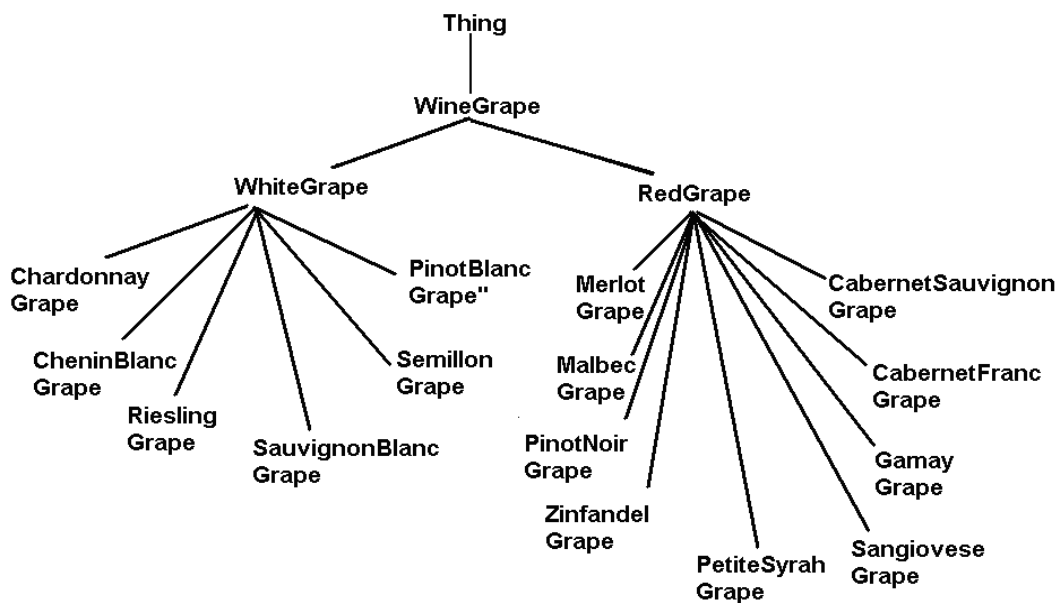 Thing
WineGrape
WhiteGrape
RedGrape
Chardonnay
Grape
CheninBlanc
Grape
Riesling
Grape
SauvignonBlanc
Grape
Semillon
Grape
PinotBlanc
Grape"
Merlot
Grape
Malbec
Grape
PinotNoir
Grape
Zinfandel
Grape
PetiteSyrah
Grape
Sangiovese
Grape
Gamay
Grape
CabernetFranc
Grape
CabernetSauvignon
Grape